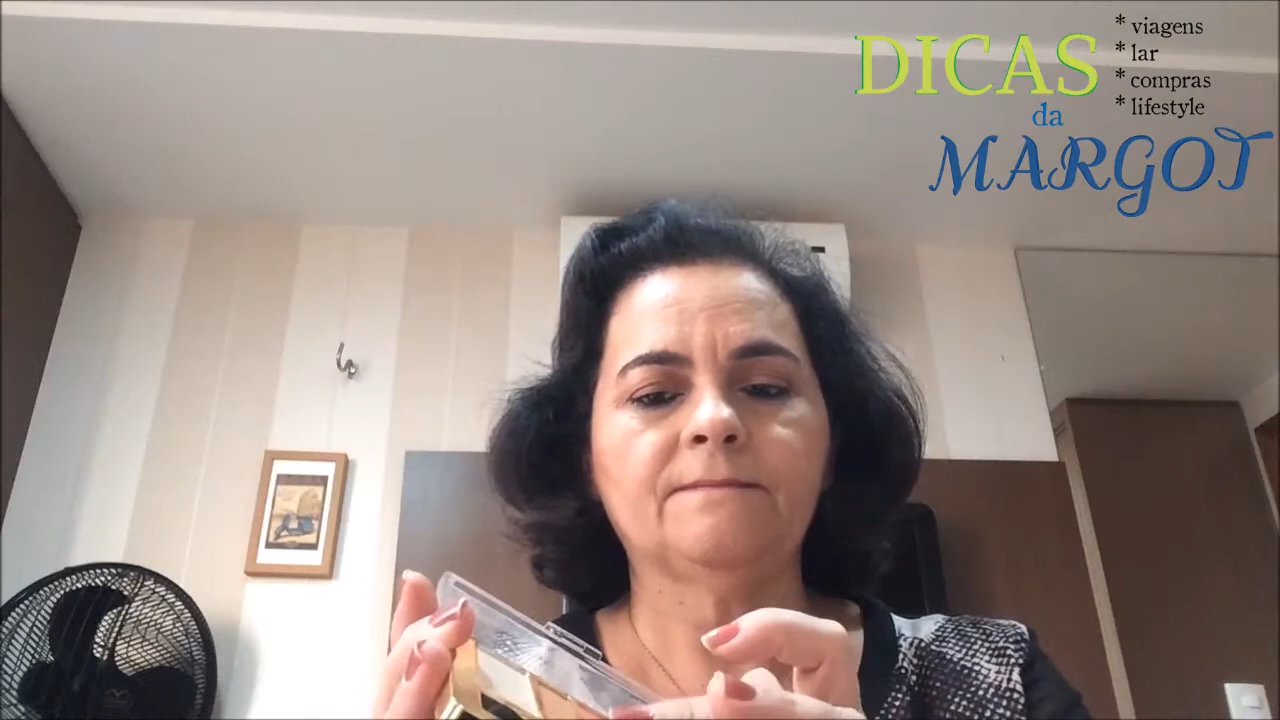 DICAS
da
MARGOT
* viagens
* lar
* compras
* lifestyle